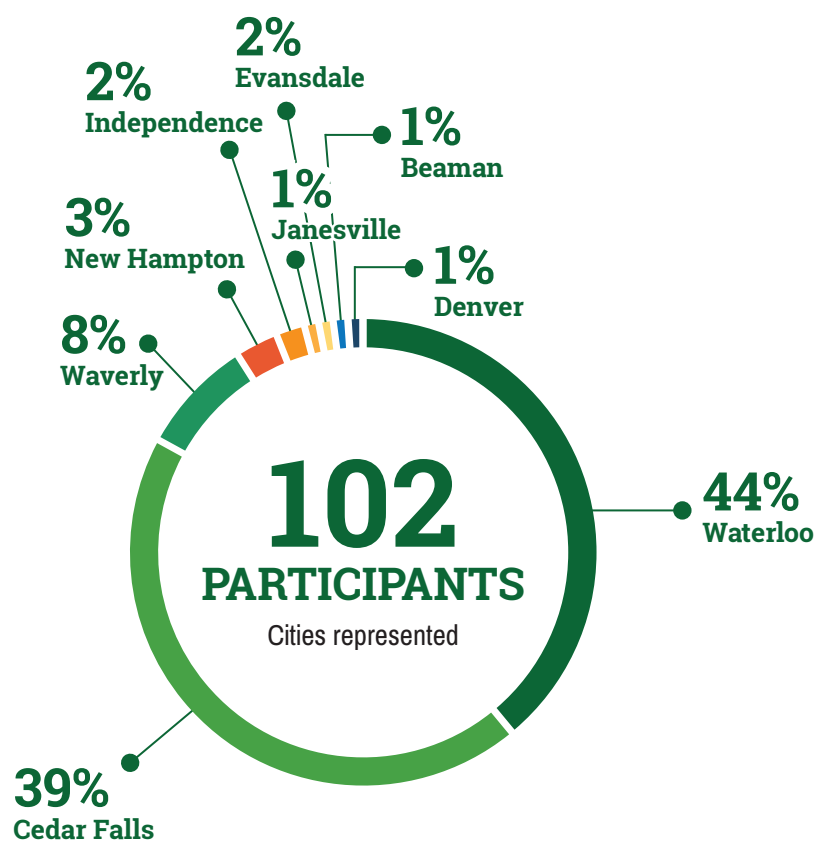 2%
Evansdale
2%
Independence
1%
Beaman
1%
Janesville
3%
New Hampton
1%
Denver
8%
Waverly
102
PARTICIPANTS
Cities represented
44%
Waterloo
39%
Cedar Falls